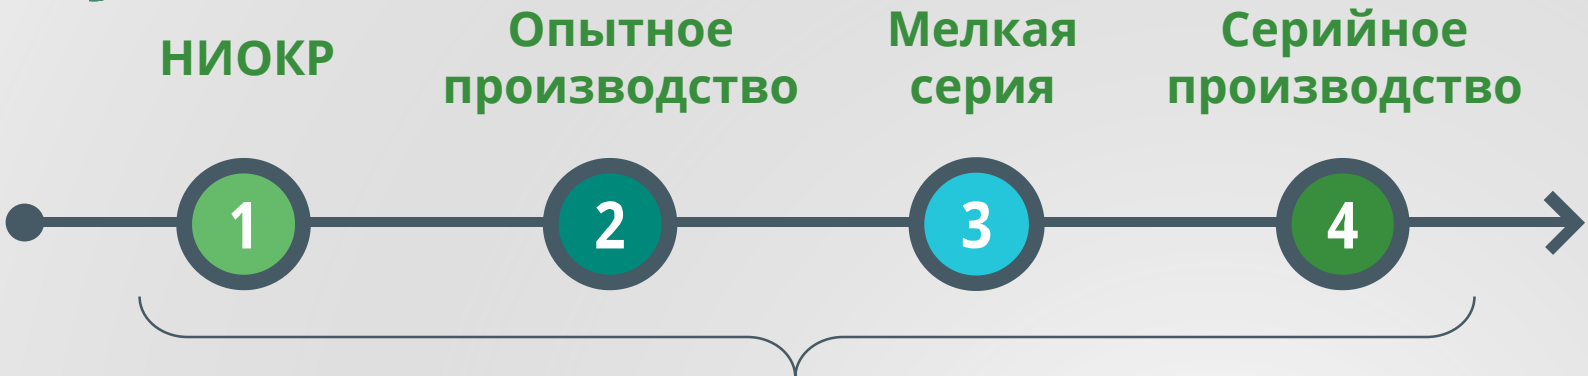 НИОКР
Опытное
производство
Мелкая
серия
Серийное
производство
1
2
3
4